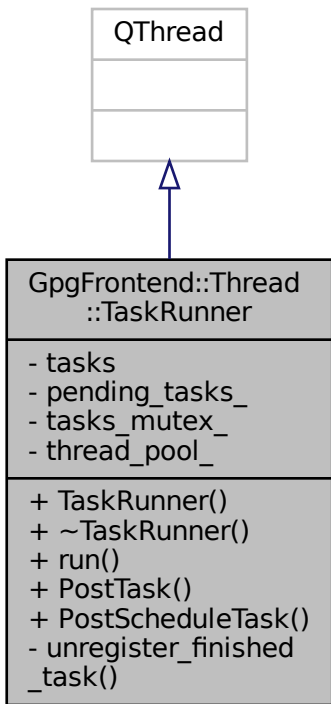 QThread
GpgFrontend::Thread
::TaskRunner
- tasks
- pending_tasks_
- tasks_mutex_
- thread_pool_
+ TaskRunner()
+ ~TaskRunner()
+ run()
+ PostTask()
+ PostScheduleTask()
- unregister_finished
_task()